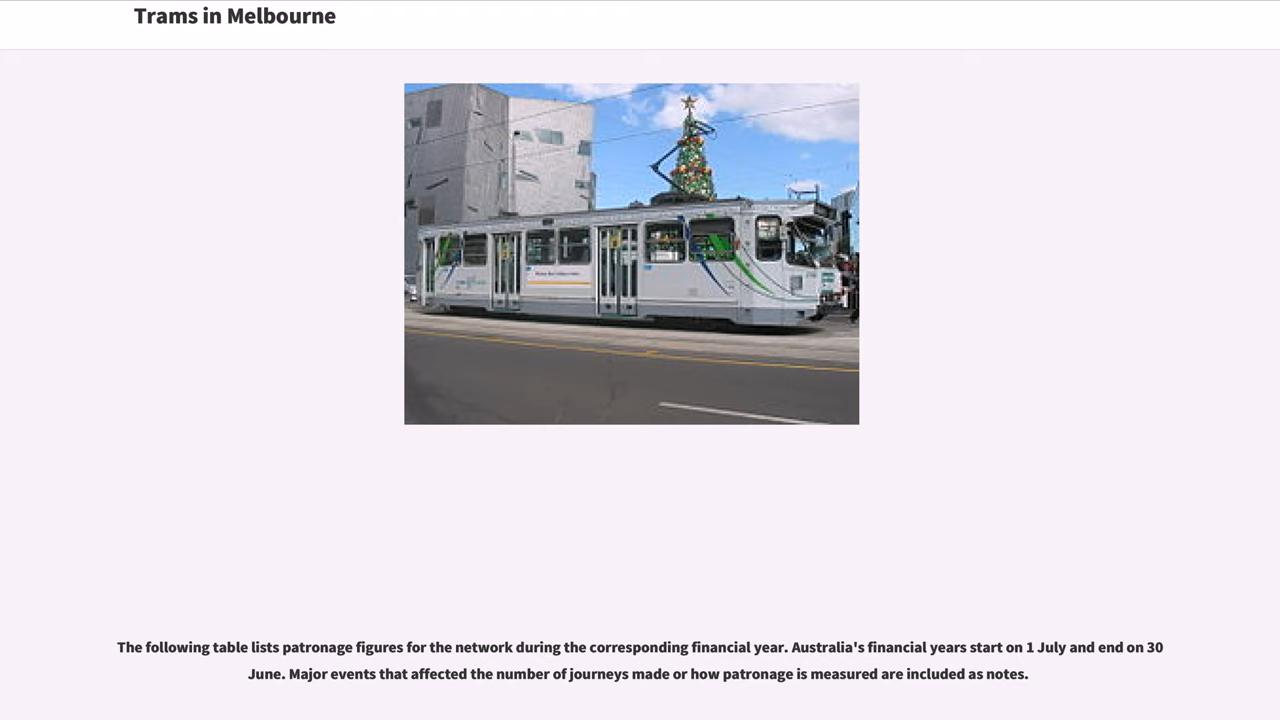 Trams in Melbourne
The following table lists patronage figures for the network during the corresponding financial year. Australia's financial years start on 1 July and end on 30
June. Major events that affected the number of journeys made or how patronage is measured are included as notes.